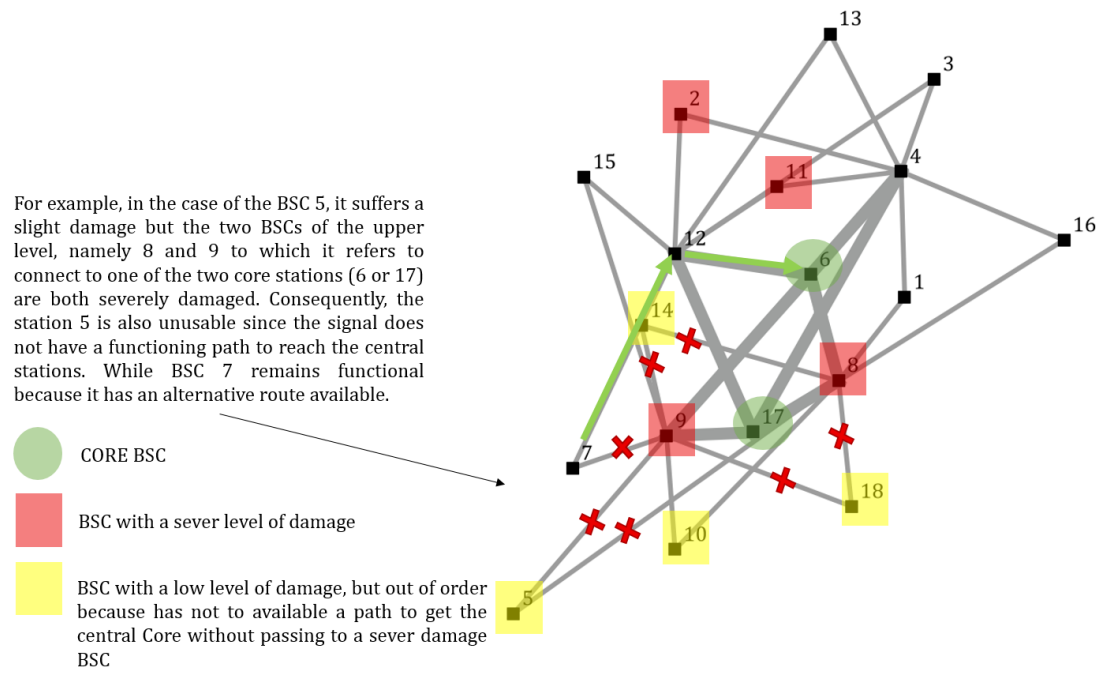 For example, in the case of the BSC 5, it suffers a
slight damage but the two BSCs of the upper
level, namely 8 and 9 to which it refers to
connect to one of the two core stations (6 or 17)
are both severely damaged. Consequently, the
station 5 is also unusable since the signal does
not have a functioning path to reach the central
stations. While BSC 7 remains functional
because it has an alternative route available.
CORE BSC
BSC with a sever level of damage
BSC with a low level of damage, but out of order
because has not to available a path to get the
central Core without passing to a sever damage
BSC
13
3
2
4
15
11
16
12
6
1
14
8
9
17
7
18
10
5